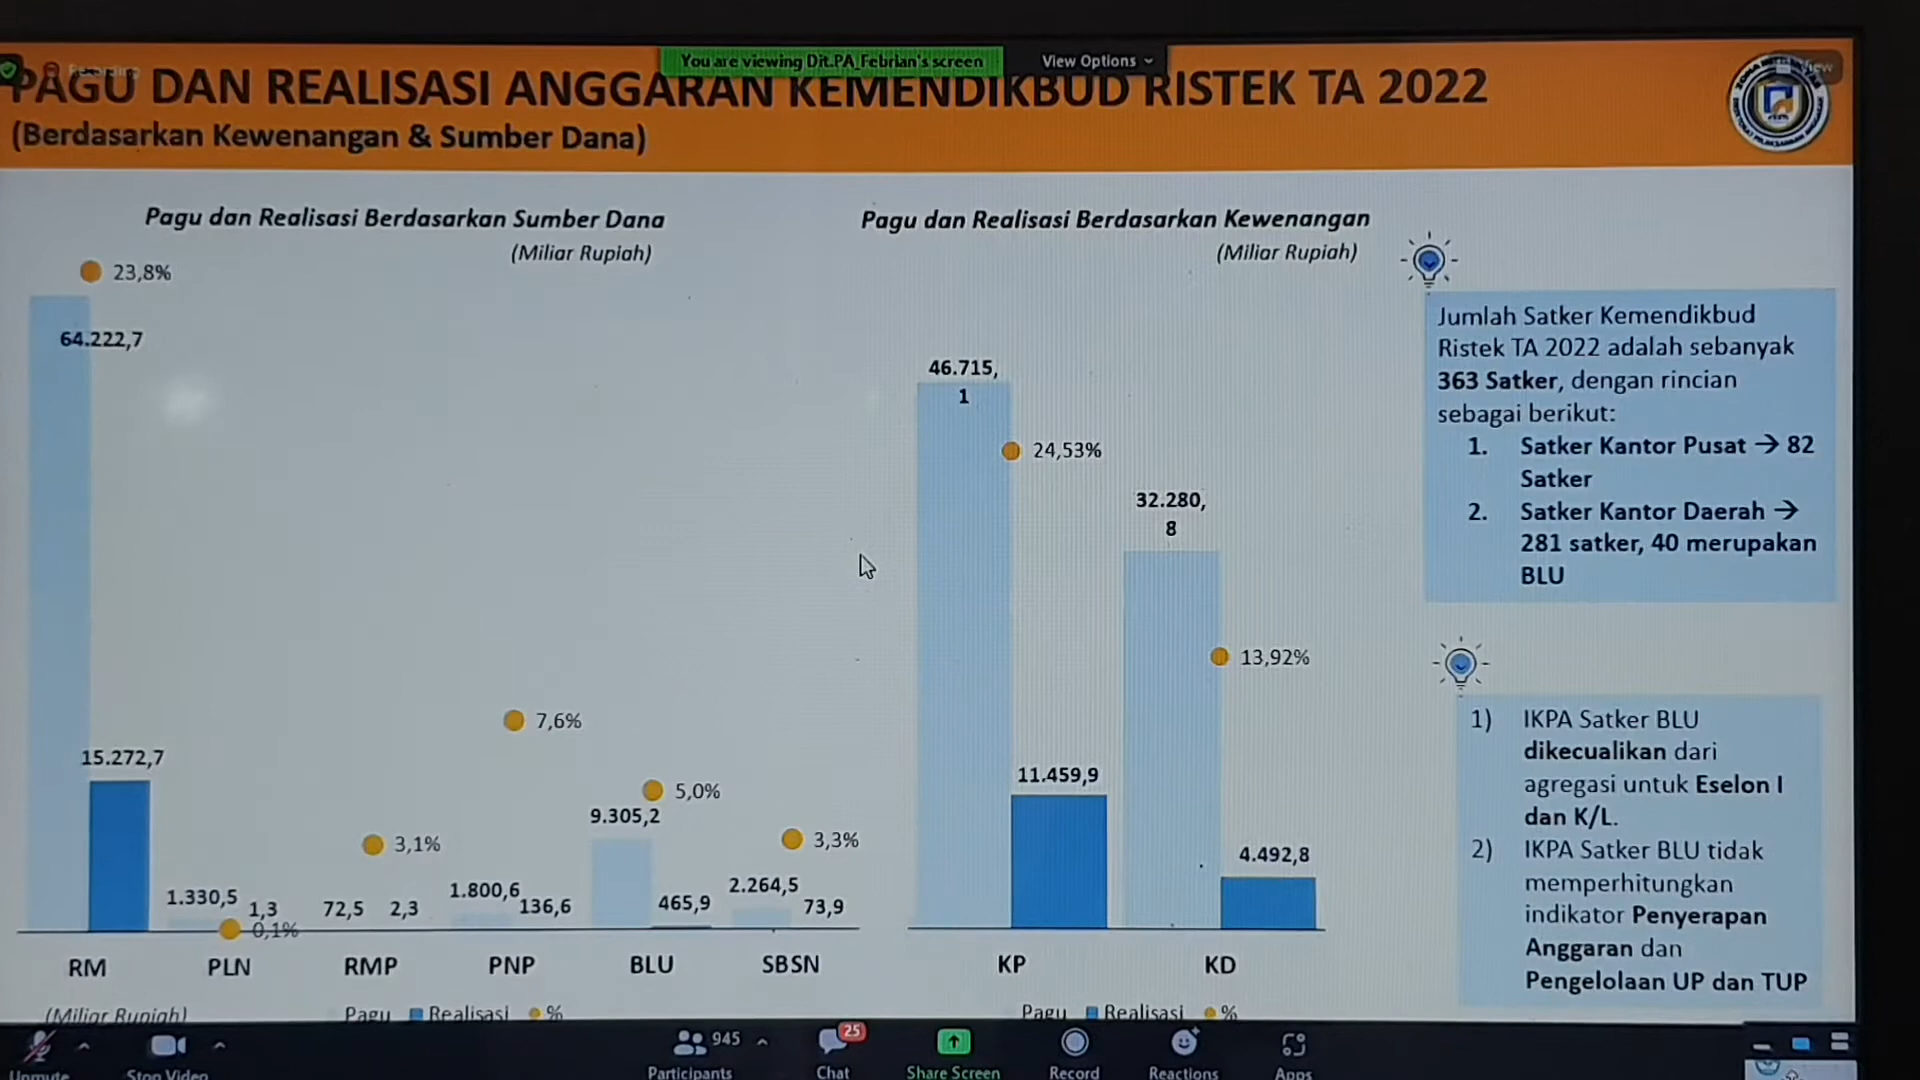 You are viewing Dit.PA_Febrian's screen
View Options
Recording
View
PAGU DAN REALISASI ANGGARAN KEMENDIKBUD RISTEK TA 2022
(Berdasarkan Kewenangan & Sumber Dana)
Pagu dan Realisasi Berdasarkan Sumber Dana
(Miliar Rupiah)
23,8%
64.222,7
15.272,7
1.330,5
1,3
0,1%
3,1%
72,5
2,3
7,6%
1.800,6
136,6
5,0%
9.305,2
465,9
3,3%
2.264,5
73,9
RM
PLN
RMP
PNP
BLU
SBSN
(Miliar Rupiah)
Pagu
Realisasi
%
Pagu dan Realisasi Berdasarkan Kewenangan
(Miliar Rupiah)
46.715,
1
24,53%
11.459,9
32.280,
8
13,92%
4.492,8
KP
KD
Pagu
Realisasi
%
Jumlah Satker Kemendikbud
Ristek TA 2022 adalah sebanyak
363 Satker, dengan rincian
sebagai berikut:
1. Satker Kantor Pusat → 82
Satker
2. Satker Kantor Daerah →
281 satker, 40 merupakan
BLU
1) IKPA Satker BLU
dikecualikan dari
agregasi untuk Eselon I
dan K/L.
2) IKPA Satker BLU tidak
memperhitungkan
indikator Penyerapan
Anggaran dan
Pengelolaan UP dan TUP
Unmute
Stop Video
945
Participants
25
Chat
Share Screen
Record
Reactions
Apps